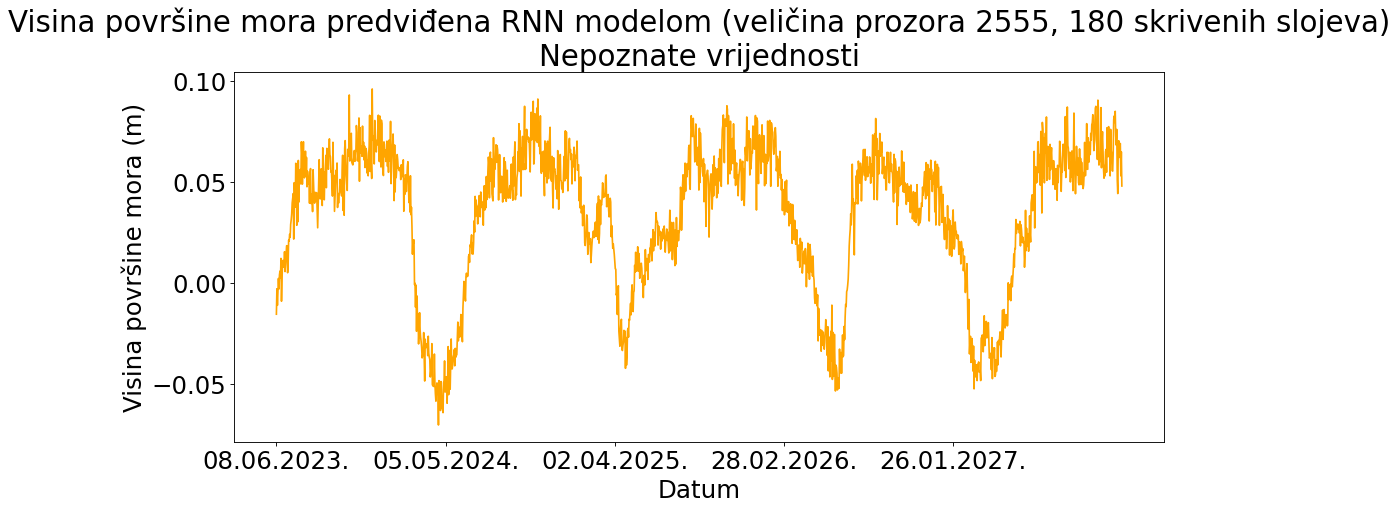 Visina površine mora predviđena RNN modelom (veličina prozora 2555, 180 skrivenih slojeva)
Nepoznate vrijednosti
Visina površine mora (m)
0.10
0.05
0.00
−0.05
08.06.2023. 05.05.2024. 02.04.2025. 28.02.2026. 26.01.2027.
Datum